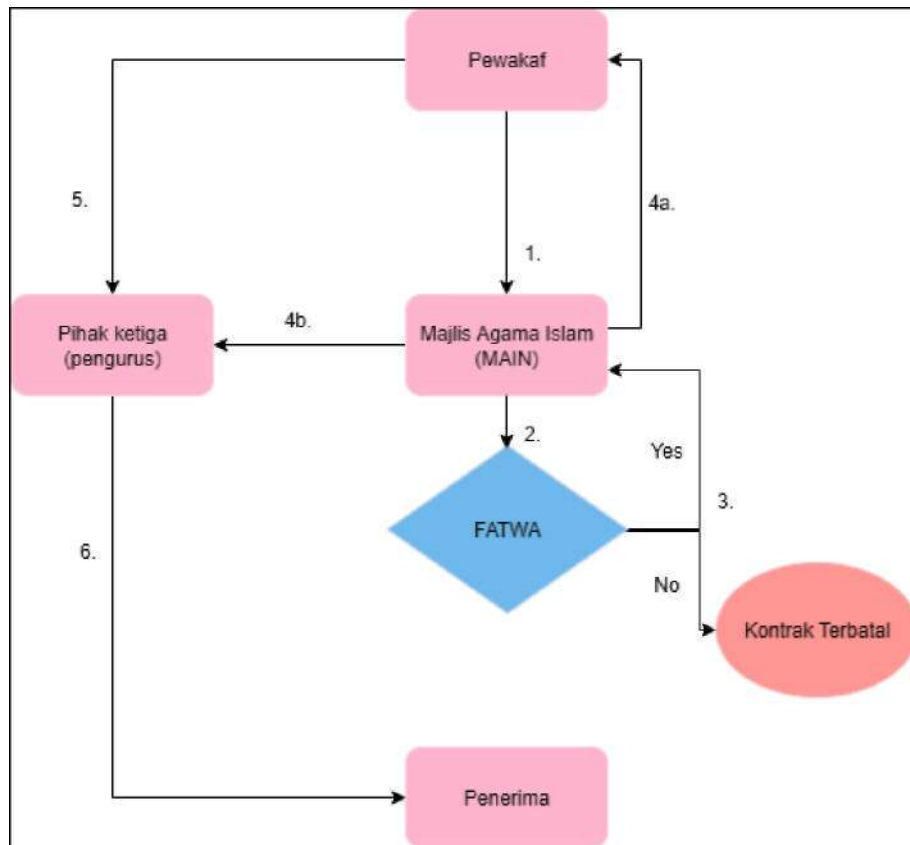 Pewakaf
5.
4a.
1.
Pihak ketiga
(pengurus)
4b.
Majlis Agama Islam
(MAIN)
2.
Yes
3.
FATWA
6.
No
Kontrak Terbatal
Penerima